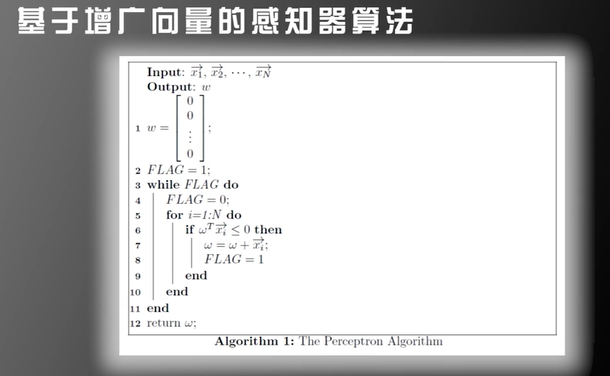 基于增广向量的感知器算法
Input: $\overrightarrow{x_1}, \overrightarrow{x_2}, \cdots, \overrightarrow{x_N}$
Output: w
1 $w = \begin{bmatrix} 0 \\ 0 \\ \vdots \\ 0 \end{bmatrix}$;
2 FLAG = 1;
3 while FLAG do
4 FLAG = 0;
5 for i=1:N do
6 if $\omega^T \overrightarrow{x_i} \leq 0$ then
7 $\omega = \omega + \overrightarrow{x_i}$;
8 FLAG = 1
9 end
10 end
11 end
12 return ω;
Algorithm 1: The Perceptron Algorithm